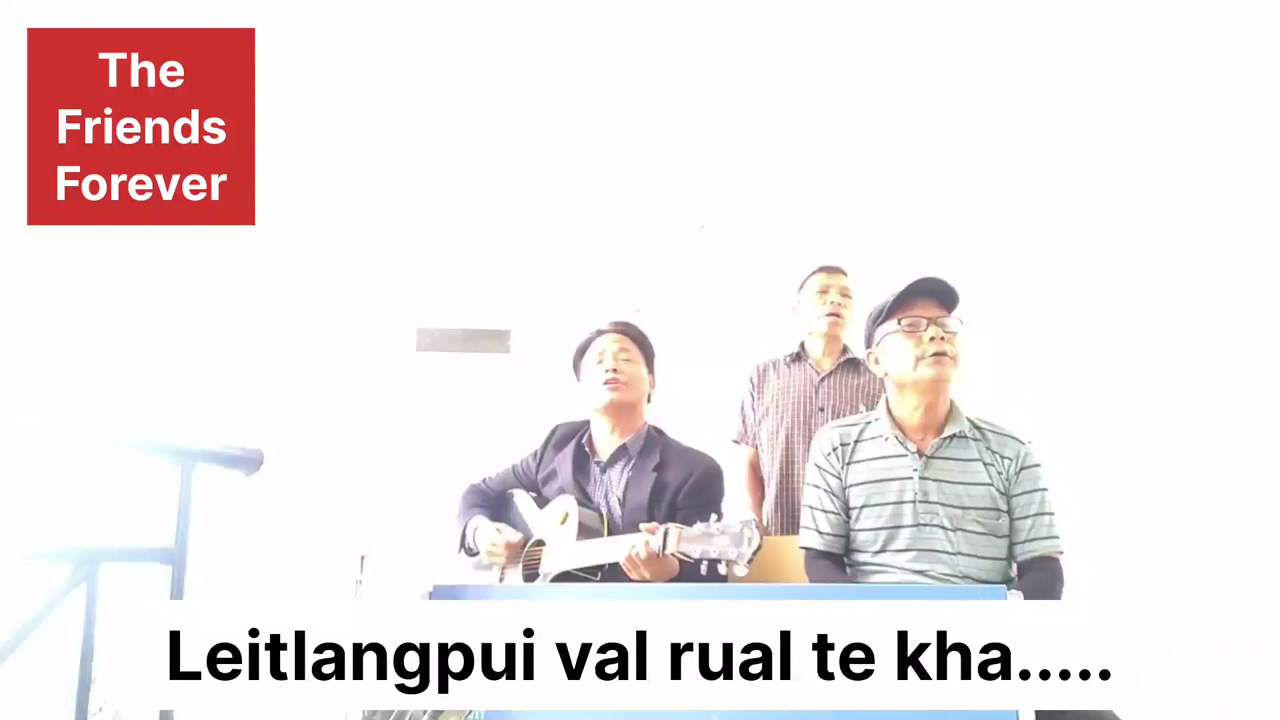 The
Friends
Forever
Leitlangpui val rual te kha.....